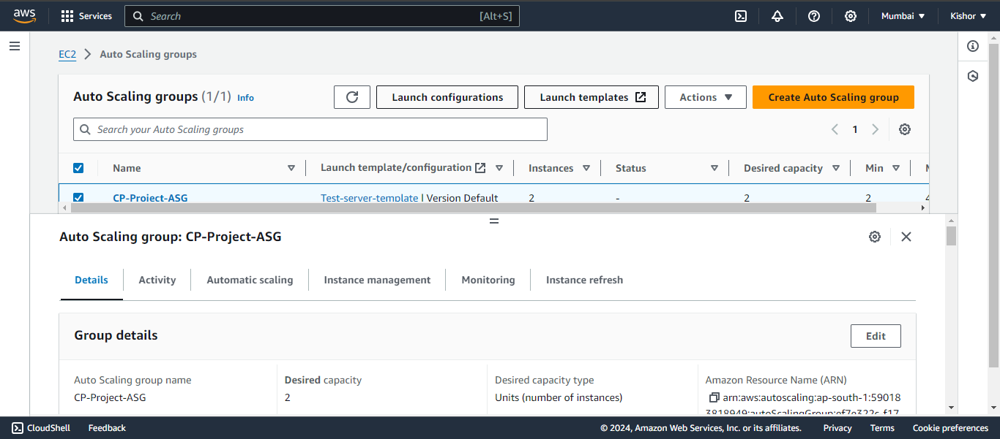 aws Services Search [Alt+S] Mumbai Kishor
EC2 Auto Scaling groups
Auto Scaling groups (1/1) Info Launch configurations Launch templates Actions Create Auto Scaling group
Search your Auto Scaling groups 1
Name Launch template/configuration Instances Status Desired capacity Min
CP-Project-ASG Test-server-template | Version Default 2 - 2 2 4
Auto Scaling group: CP-Project-ASG
Details Activity Automatic scaling Instance management Monitoring Instance refresh
Group details Edit
Auto Scaling group name Desired capacity Desired capacity type Amazon Resource Name (ARN)
CP-Project-ASG 2 Units (number of instances) arn:aws:autoscaling:ap-south-1:59018
3818949:autoScalingGroup:ef7e322c-f17
CloudShell Feedback © 2024, Amazon Web Services, Inc. or its affiliates. Privacy Terms Cookie preferences